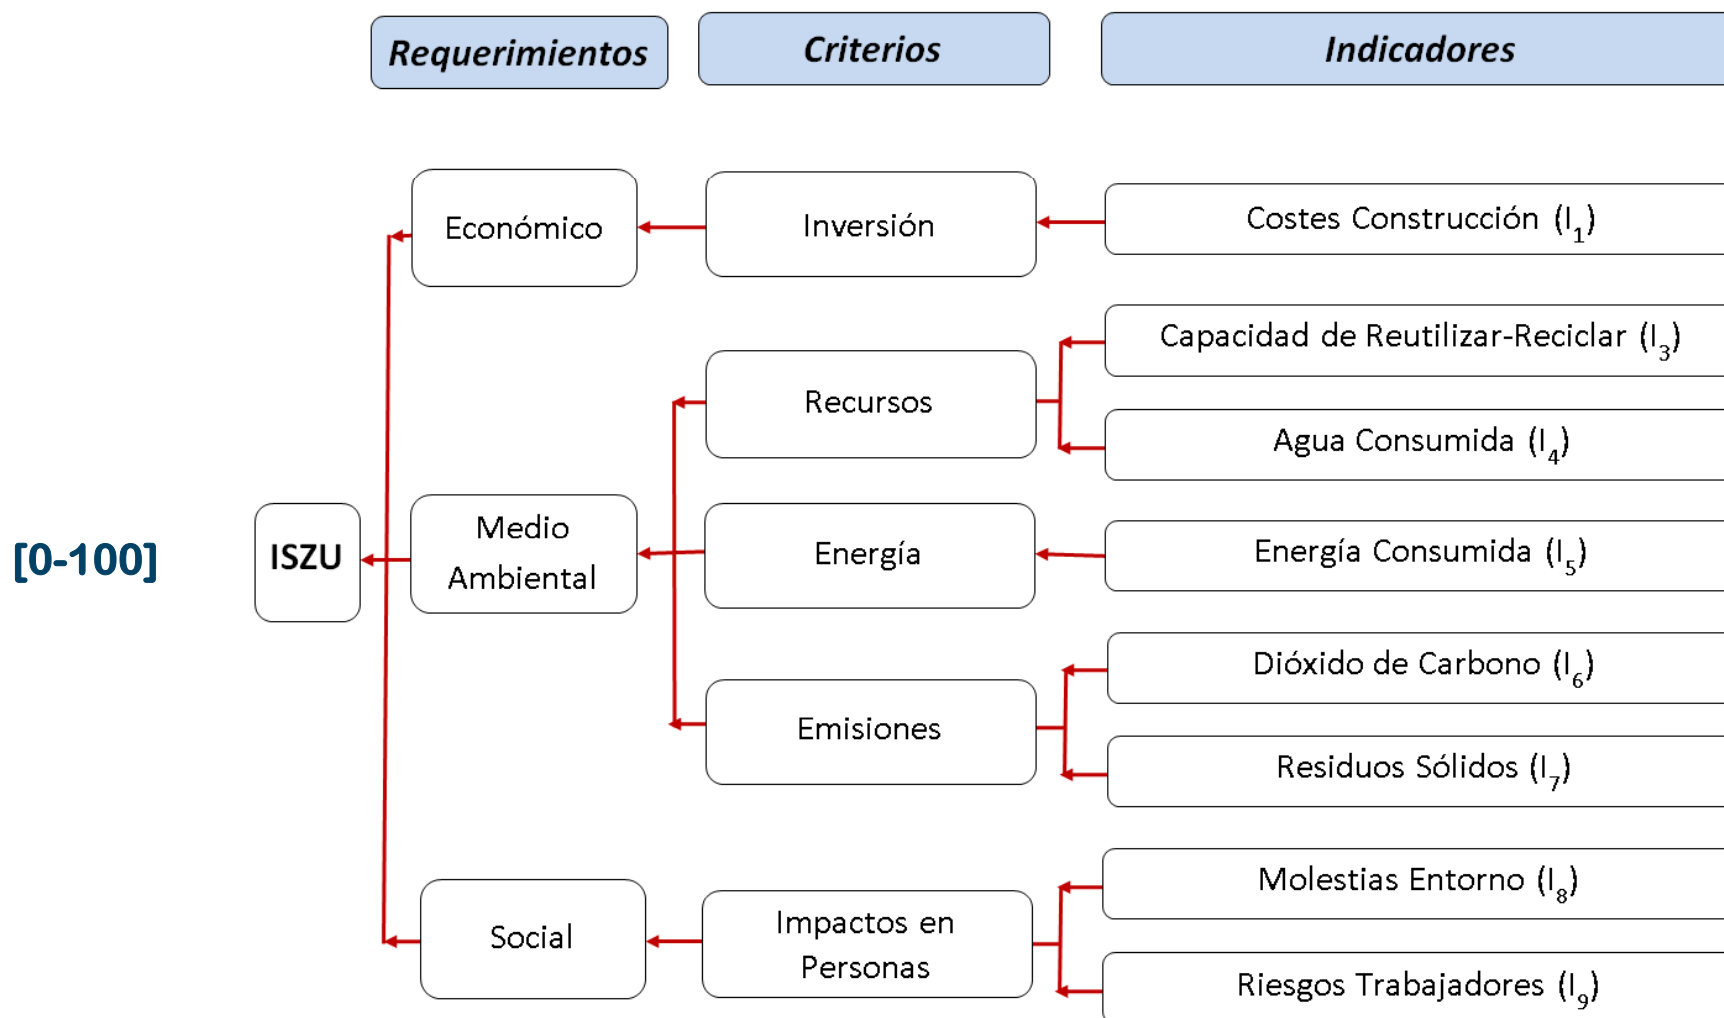 Requerimientos
Criterios
Indicadores
Económico
Inversión
Costes Construcción (I₁)
Capacidad de Reutilizar-Reciclar (I₃)
Recursos
Agua Consumida (I₄)
[0-100]
ISZU
Medio
Ambiental
Energía
Energía Consumida (I₅)
Dióxido de Carbono (I₆)
Emisiones
Residuos Sólidos (I₇)
Molestias Entorno (I₈)
Social
Impactos en
Personas
Riesgos Trabajadores (I₉)